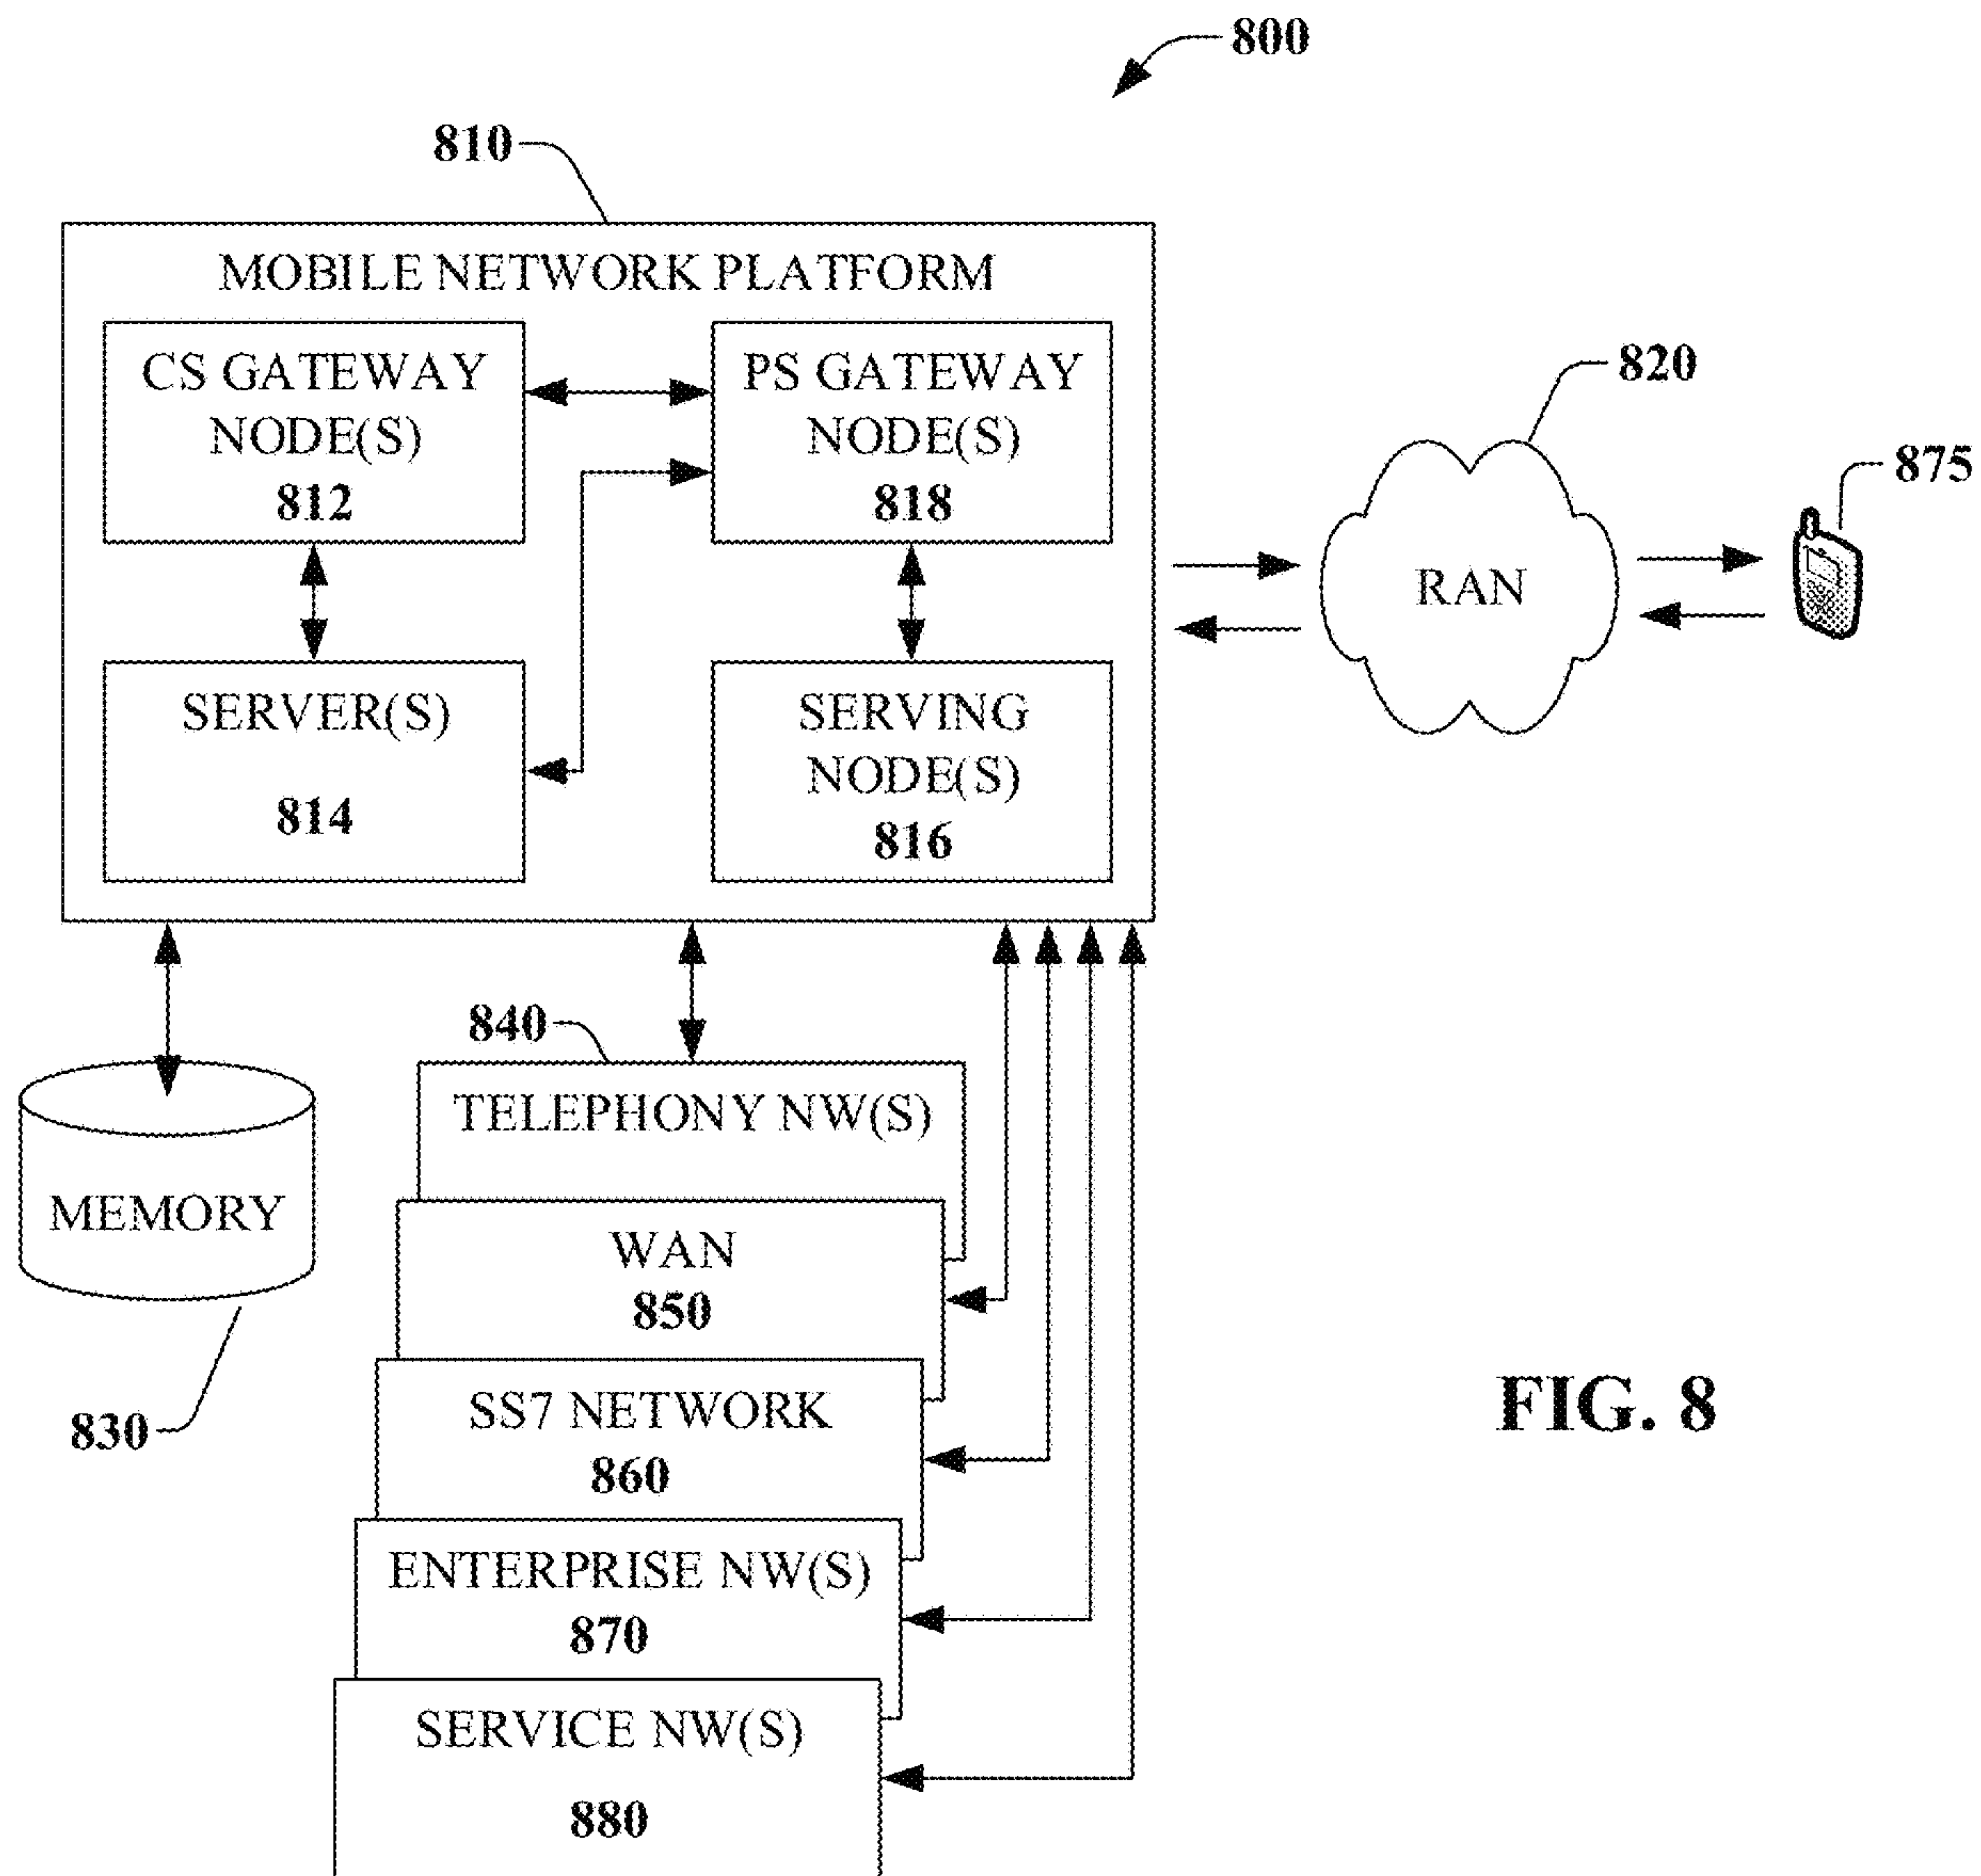 800
810
MOBILE NETWORK PLATFORM
CS GATEWAY
NODE(S)
812
PS GATEWAY
NODE(S)
818
SERVER(S)
814
SERVING
NODE(S)
816
820
RAN
875
840
TELEPHONY NW(S)
MEMORY
830
WAN
850
SS7 NETWORK
860
ENTERPRISE NW(S)
870
SERVICE NW(S)
880
FIG. 8